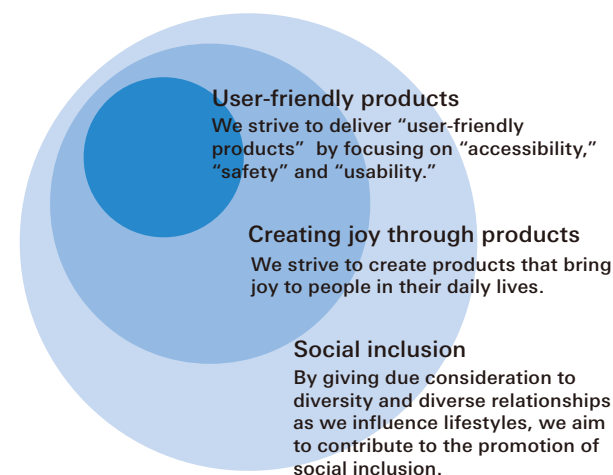 User-friendly products
We strive to deliver “user-friendly
products” by focusing on “accessibility,”
“safety” and “usability.”
Creating joy through products
We strive to create products that bring
joy to people in their daily lives.
Social inclusion
By giving due consideration to
diversity and diverse relationships
as we influence lifestyles, we aim
to contribute to the promotion of
social inclusion.